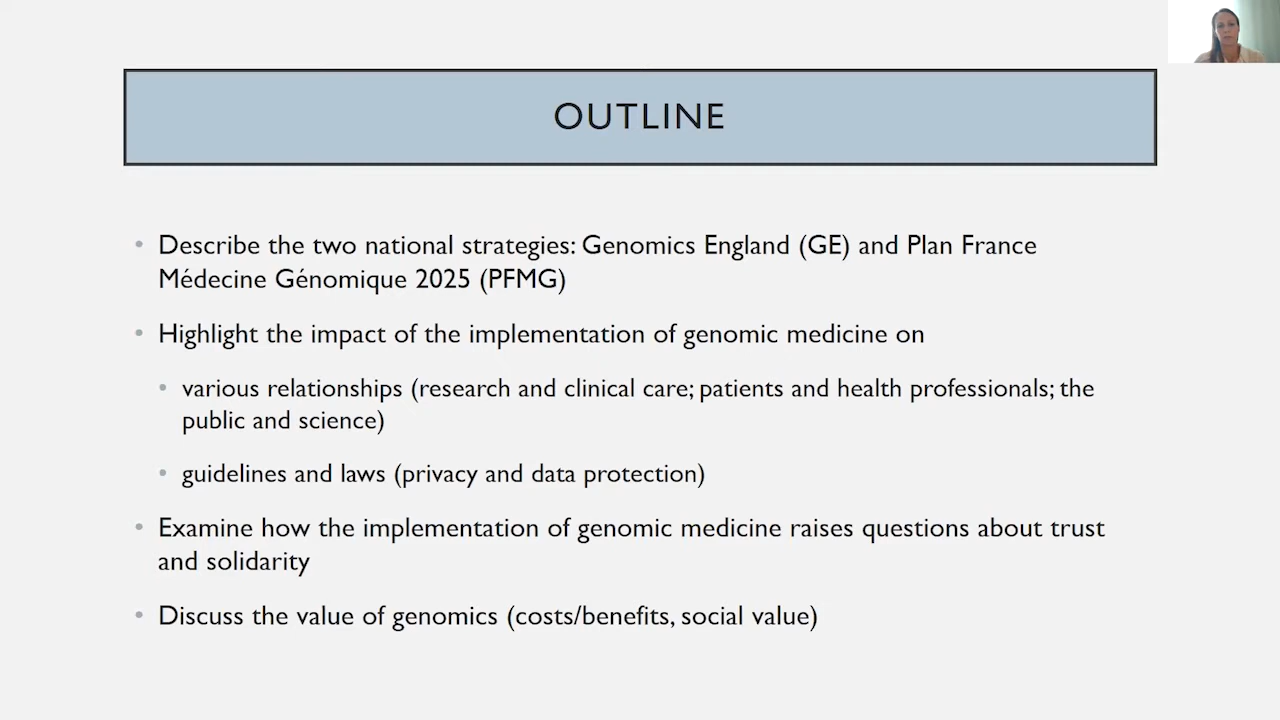 OUTLINE
• Describe the two national strategies: Genomics England (GE) and Plan France
Médecine Génomique 2025 (PFMG)
• Highlight the impact of the implementation of genomic medicine on
• various relationships (research and clinical care; patients and health professionals; the
public and science)
• guidelines and laws (privacy and data protection)
• Examine how the implementation of genomic medicine raises questions about trust
and solidarity
• Discuss the value of genomics (costs/benefits, social value)